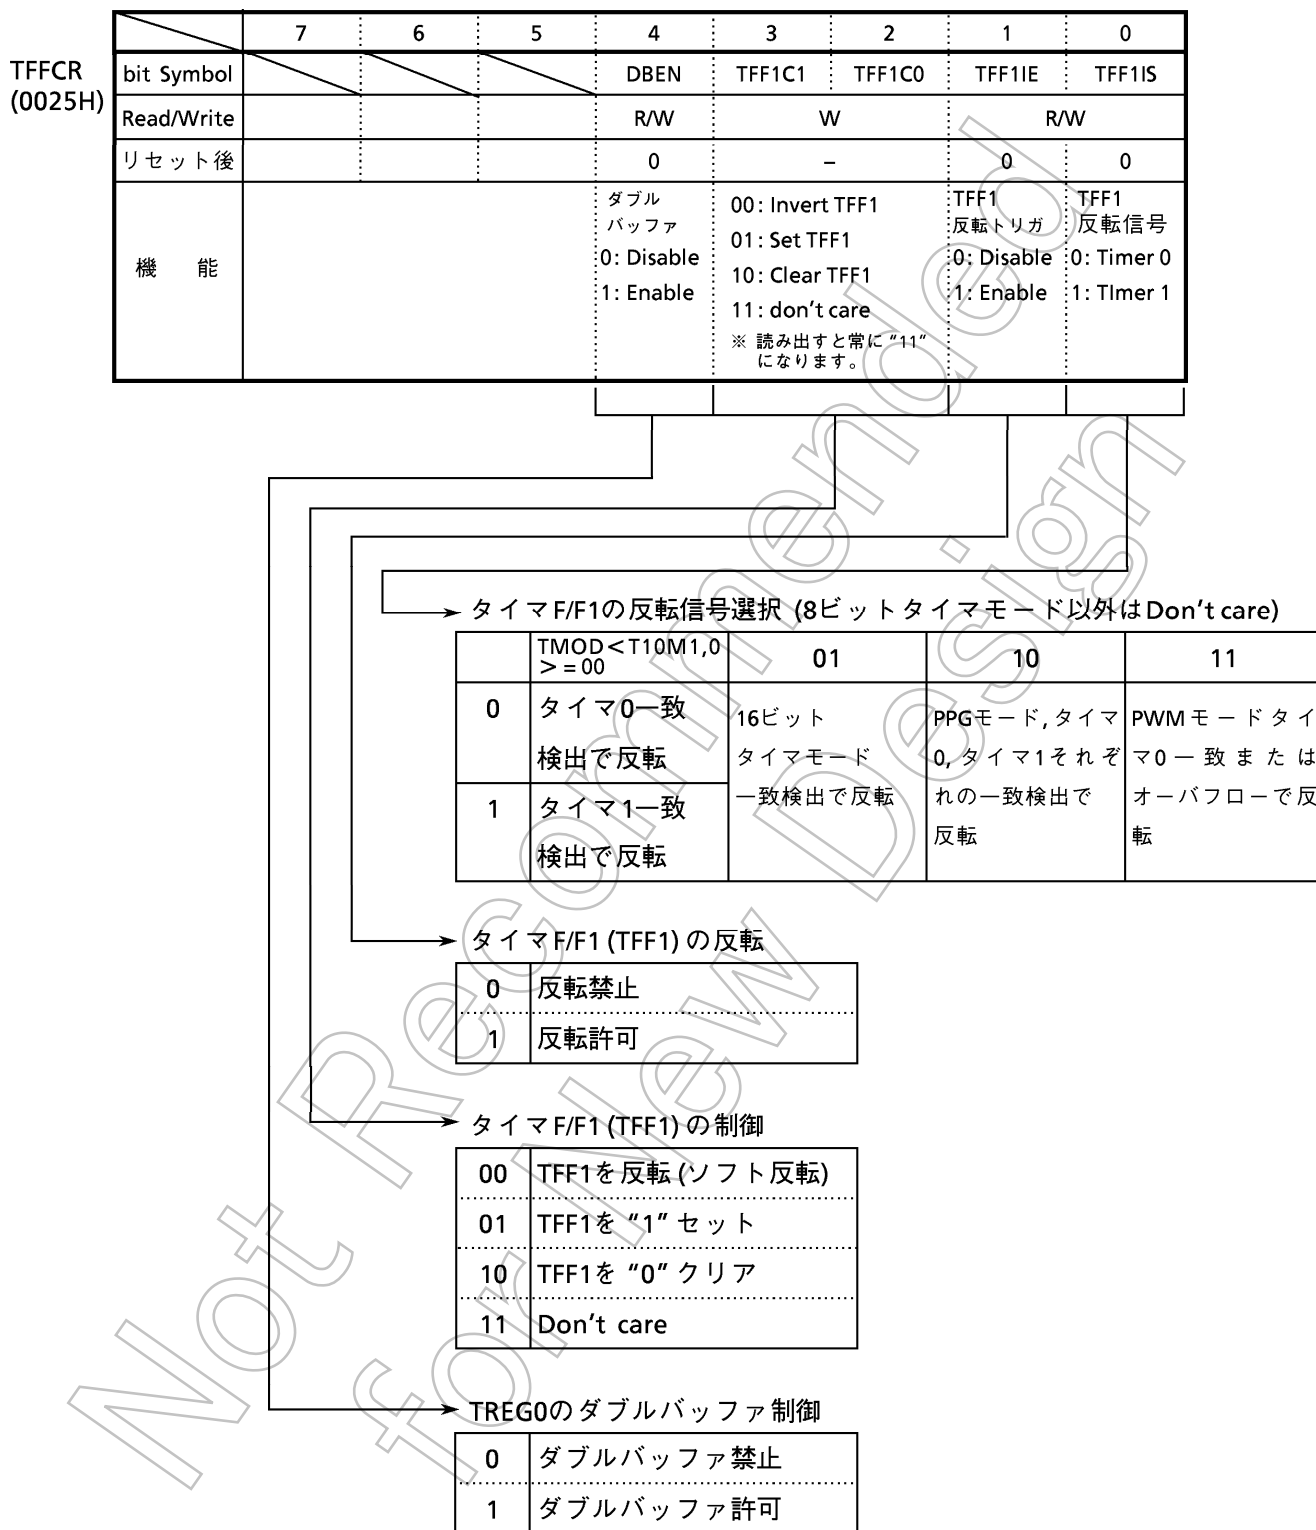 7 6 5 4 3 2 1 0
TFFCR
(0025H)
bit Symbol DBEN TFF1C1 TFF1C0 TFF1IE TFF1IS
Read/Write R/W W R/W
リセット後 0 – 0 0
機 能
ダブル
バッファ
0: Disable
1: Enable
00: Invert TFF1
01: Set TFF1
10: Clear TFF1
11: don't care
※ 読み出すと常に "11"
になります。
TFF1
反転トリガ
0: Disable
1: Enable
TFF1
反転信号
0: Timer 0
1: TImer 1
タイマF/F1の反転信号選択 (8ビットタイマモード以外はDon't care)
TMOD<T10M1,0
> = 00
01 10 11
0 タイマ0一致
検出で反転
1 タイマ1一致
検出で反転
16ビット
タイマモード
一致検出で反転
PPGモード, タイマ
0, タイマ1それぞ
れの一致検出で
反転
PWMモードタイ
マ0一致または
オーバフローで反
転
タイマF/F1 (TFF1) の反転
0 反転禁止
1 反転許可
タイマF/F1 (TFF1) の制御
00 TFF1を反転 (ソフト反転)
01 TFF1を "1" セット
10 TFF1を "0" クリア
11 Don't care
TREG0のダブルバッファ制御
0 ダブルバッファ禁止
1 ダブルバッファ許可
Not Recommended
for New Design